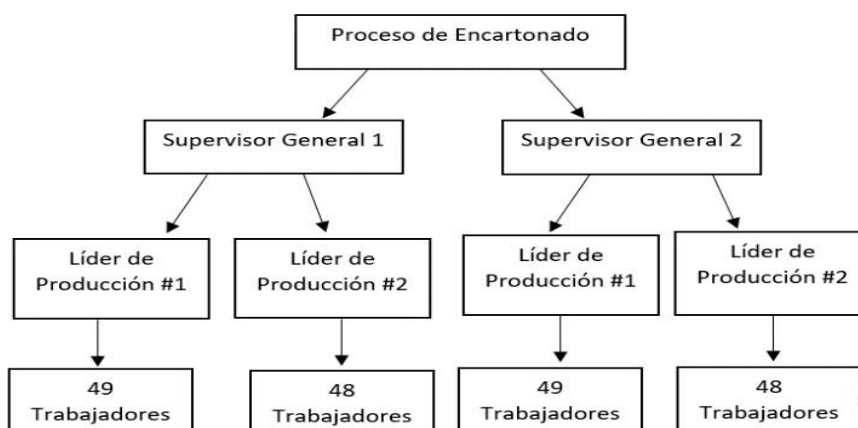 Proceso de Encartonado
Supervisor General 1
Supervisor General 2
Líder de
Producción #1
Líder de
Producción #2
Líder de
Producción #1
Líder de
Producción #2
49
Trabajadores
48
Trabajadores
49
Trabajadores
48
Trabajadores